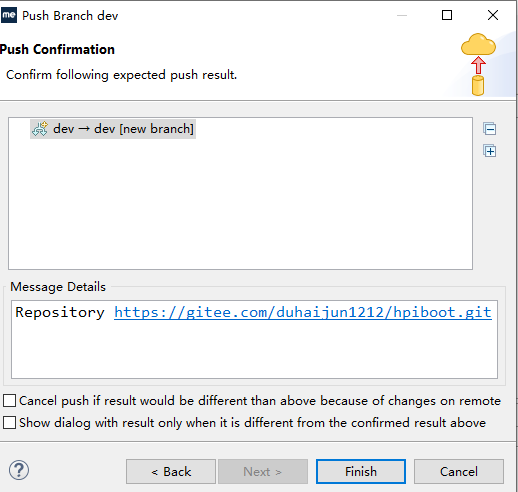 me Push Branch dev
Push Confirmation
Confirm following expected push result.
dev → dev [new branch]
Message Details
Repository https://gitee.com/duhaijun1212/hpiboot.git
Cancel push if result would be different than above because of changes on remote
Show dialog with result only when it is different from the confirmed result above
? < Back Next > Finish Cancel